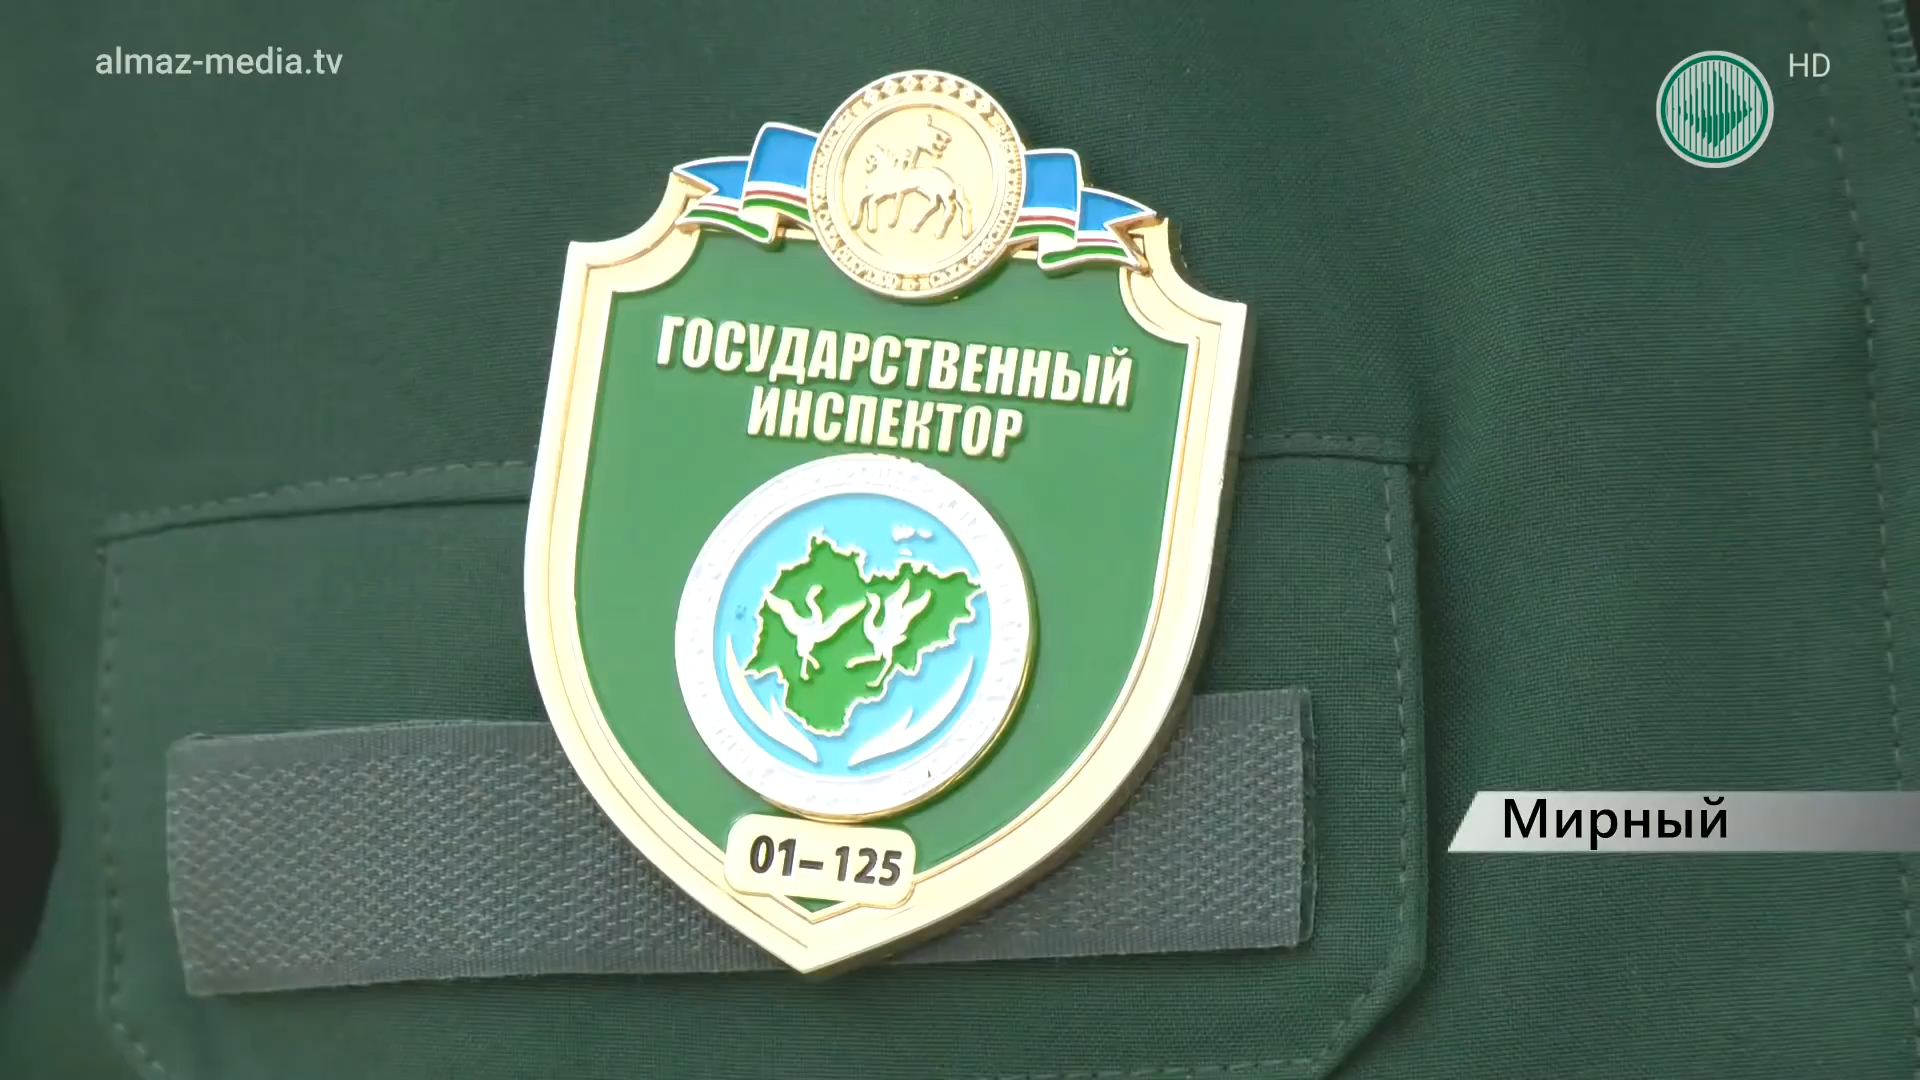 almaz-media.tv
HD
ГОСУДАРСТВЕННЫЙ
ИНСПЕКТОР
01–125
Мирный